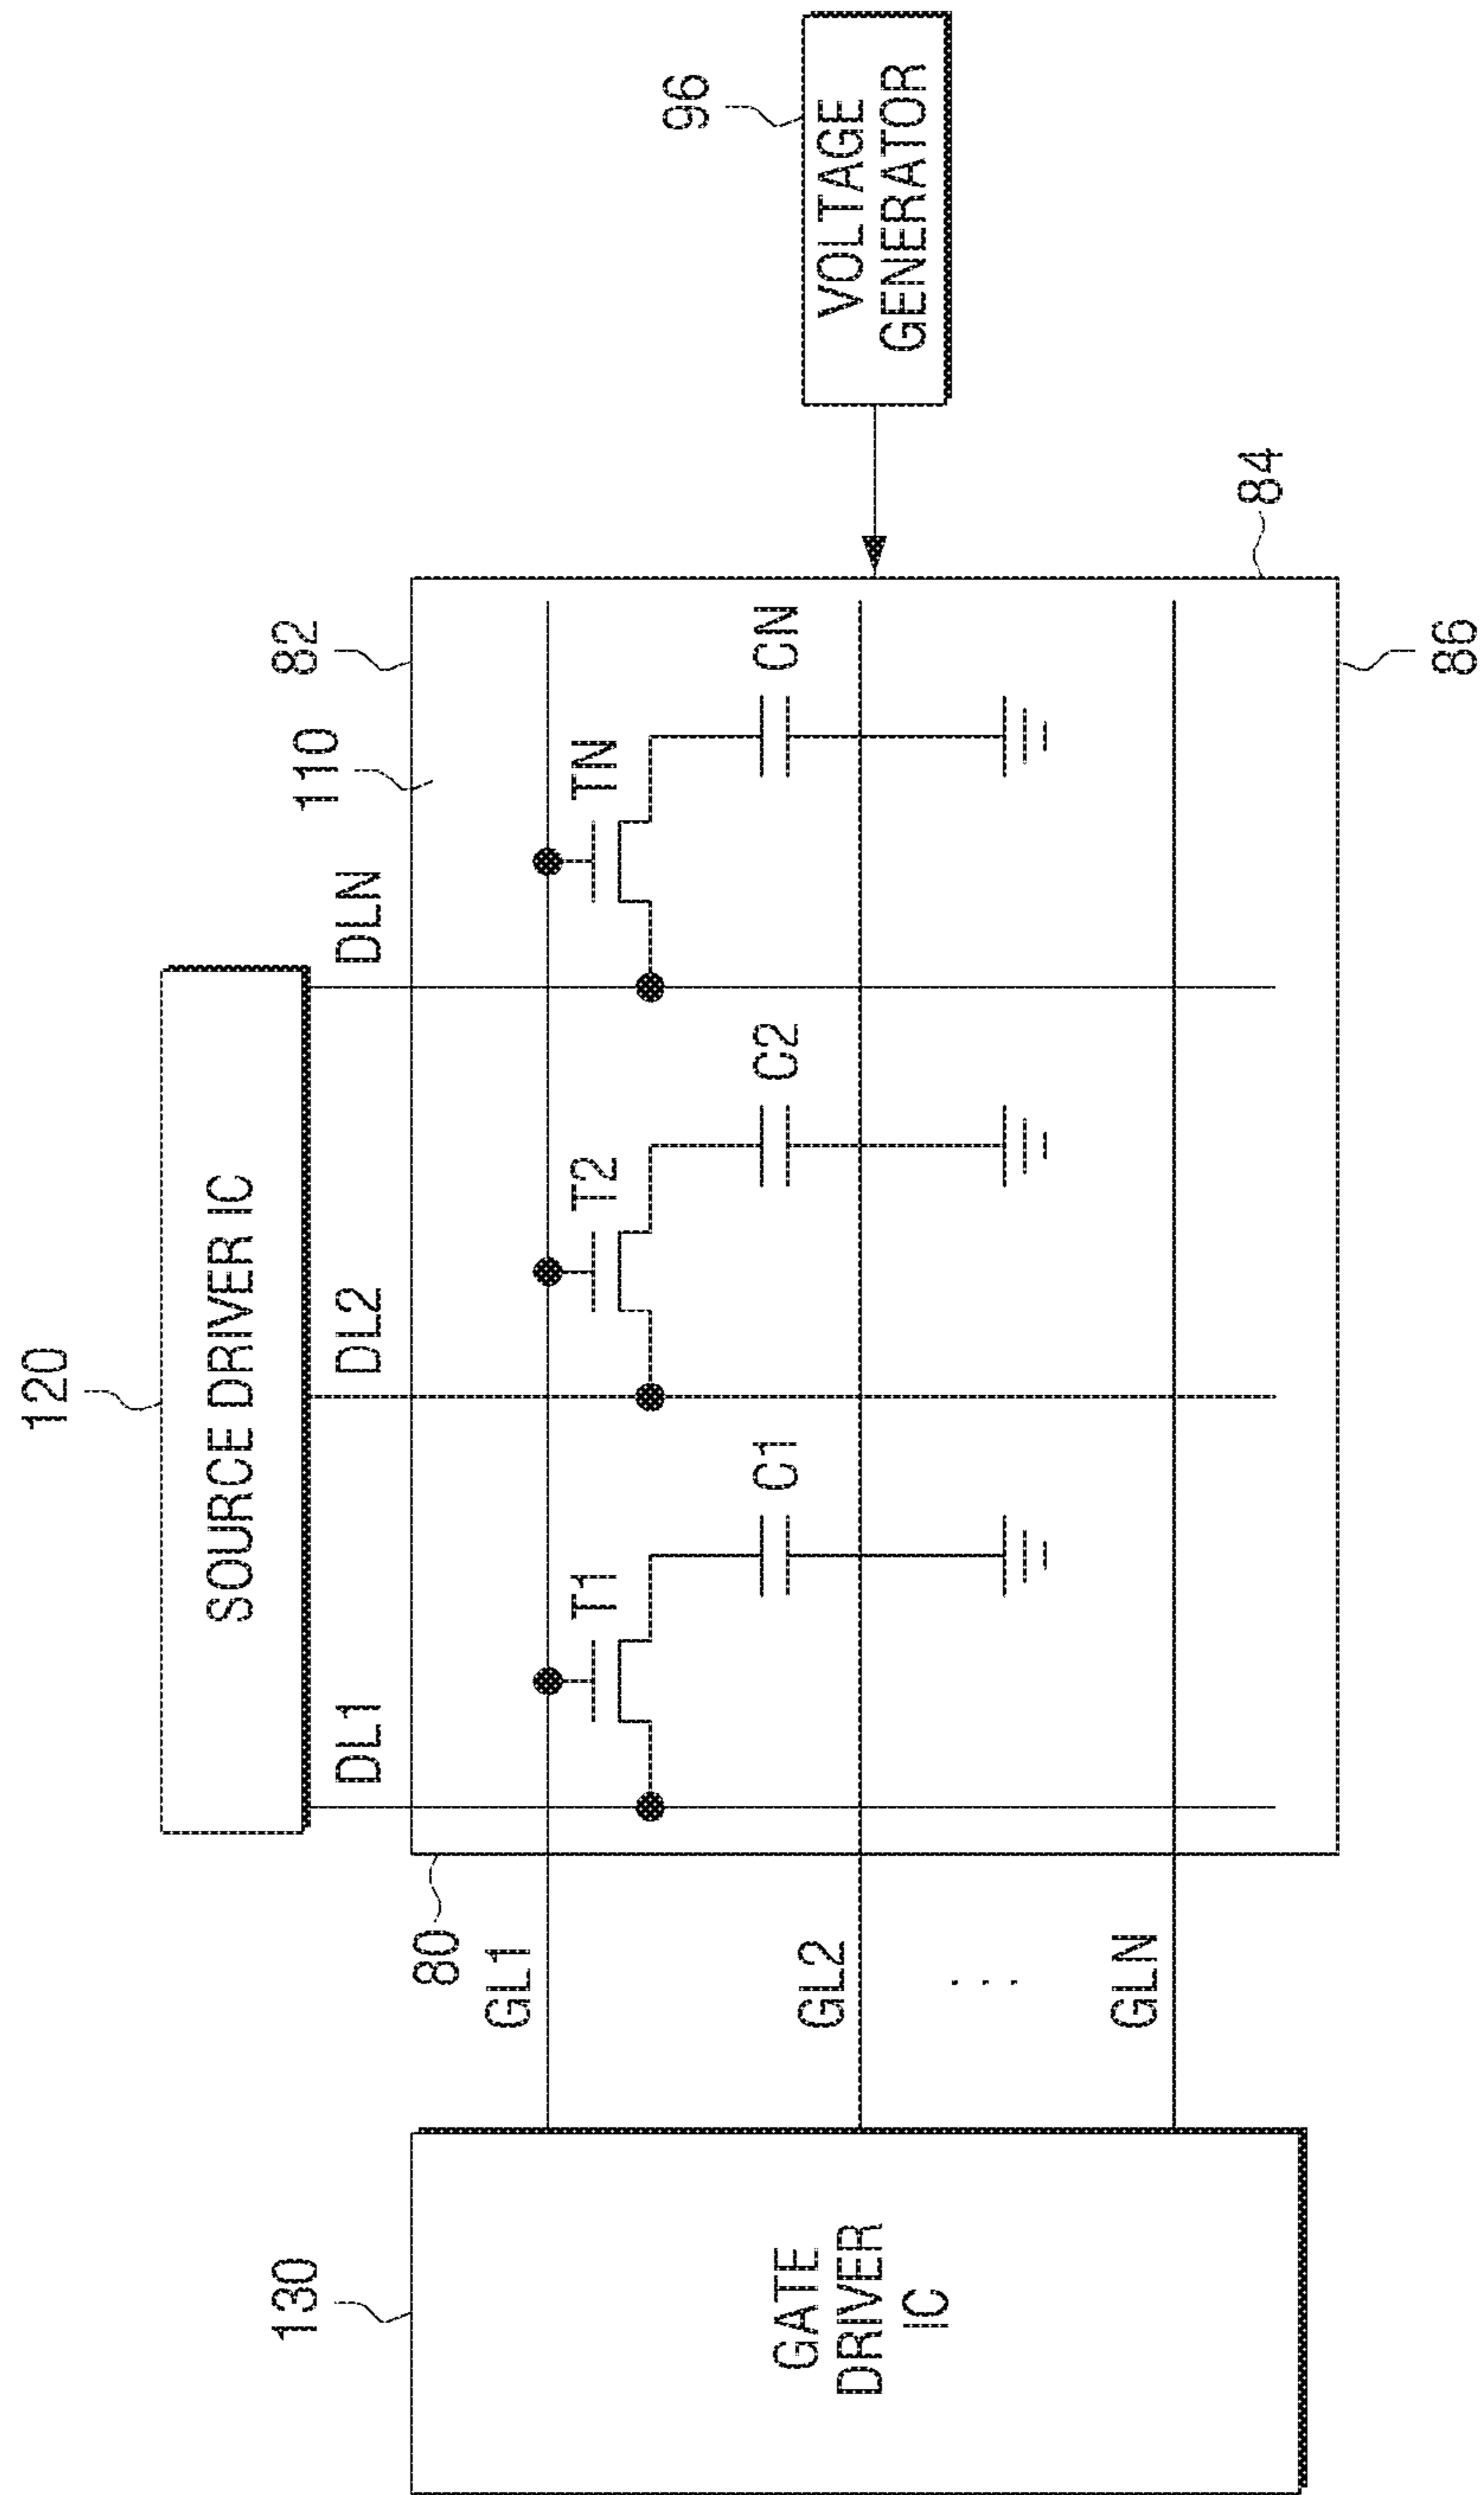 120
SOURCE DRIVER IC
DL1
DL2
DLN
110
82
96
VOLTAGE
GENERATOR
130
GATE
DRIVER
IC
80
GL1
GL2
⋮
GLN
T1
T2
TN
C1
C2
CN
84
86